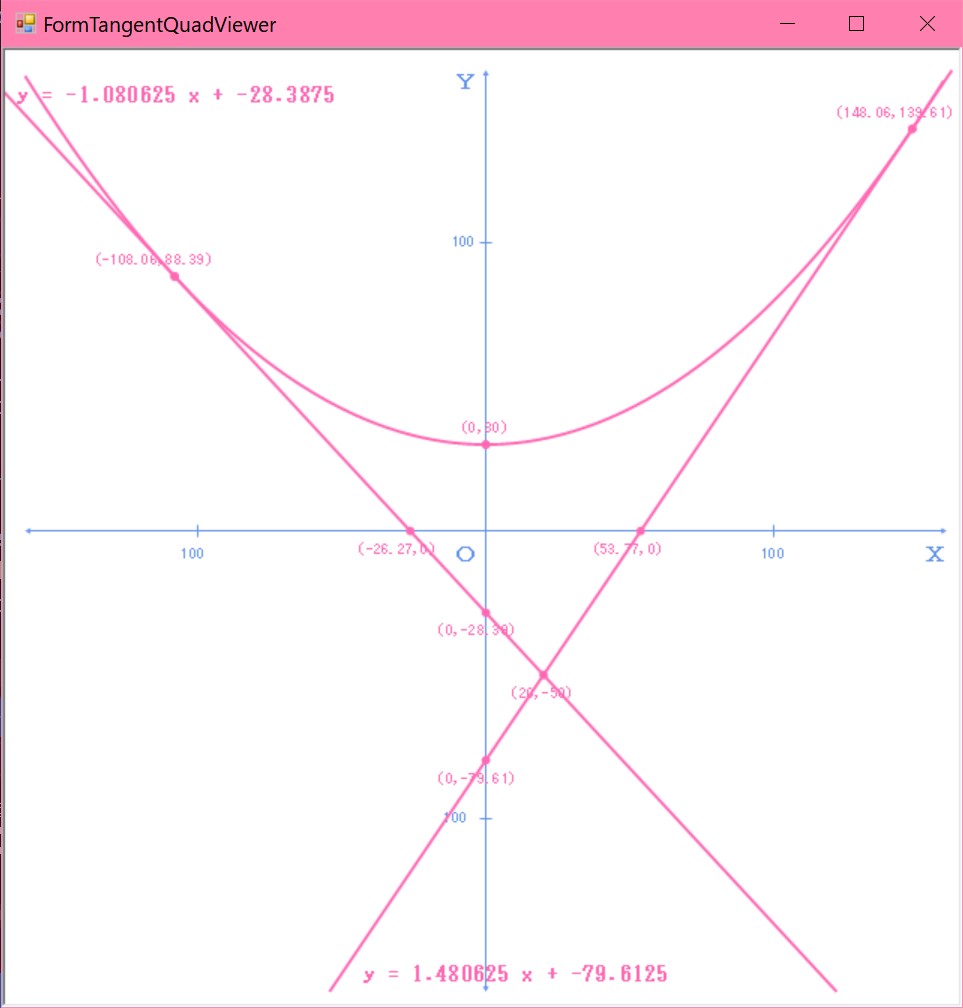 FormTangentQuadViewer
Y
y = -1.080625 x + -28.3875
(148.06,139.61)
100
(-108.06,88.39)
(0,30)
100
(-26.27,0)
O
(53.77,0)
100
X
(0,-28.39)
(20,-50)
(0,-79.61)
100
y = 1.480625 x + -79.6125